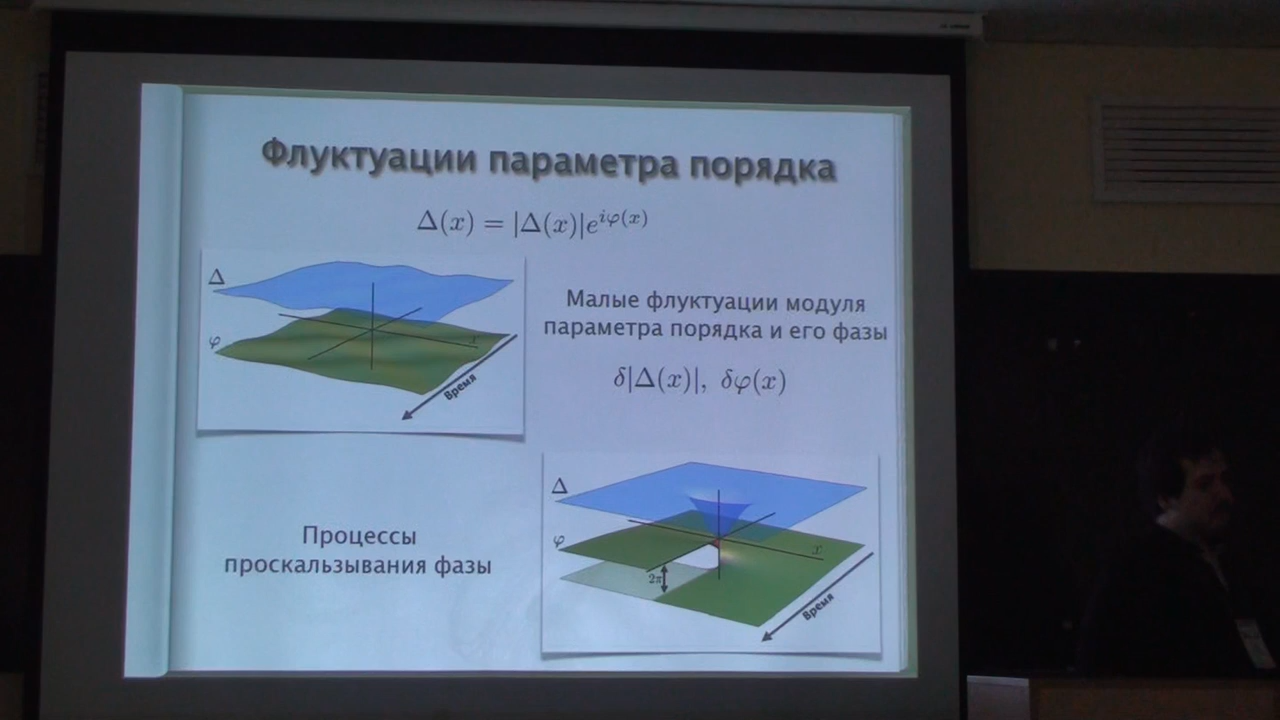 Флуктуации параметра порядка
Δ(x) = |Δ(x)|e^{iφ(x)}
Δ
φ
x
Время
Малые флуктуации модуля
параметра порядка и его фазы
δ|Δ(x)|, δφ(x)
Процессы
проскальзывания фазы
Δ
φ
x
2π
Время